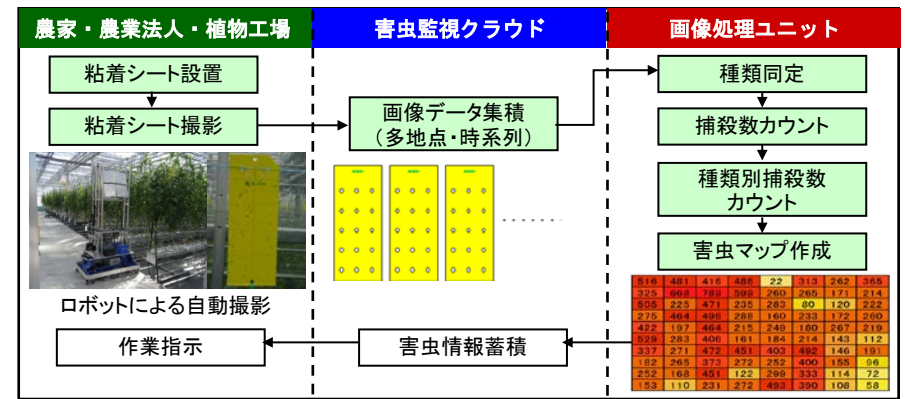 農家・農業法人・植物工場
害虫監視クラウド
画像処理ユニット
粘着シート設置
粘着シート撮影
ロボットによる自動撮影
作業指示
画像データ集積
(多地点・時系列)
害虫情報蓄積
種類同定
捕殺数カウント
種類別捕殺数
カウント
害虫マップ作成
516 481 416 486 22 313 262 365
325 668 788 599 260 265 171 214
505 225 471 235 283 80 120 222
275 464 496 288 160 233 172 260
422 197 464 215 249 180 267 219
529 283 406 161 184 214 143 112
337 271 472 451 403 492 146 191
182 265 373 272 252 400 155 96
252 168 451 122 299 333 114 72
153 110 231 272 493 390 108 58